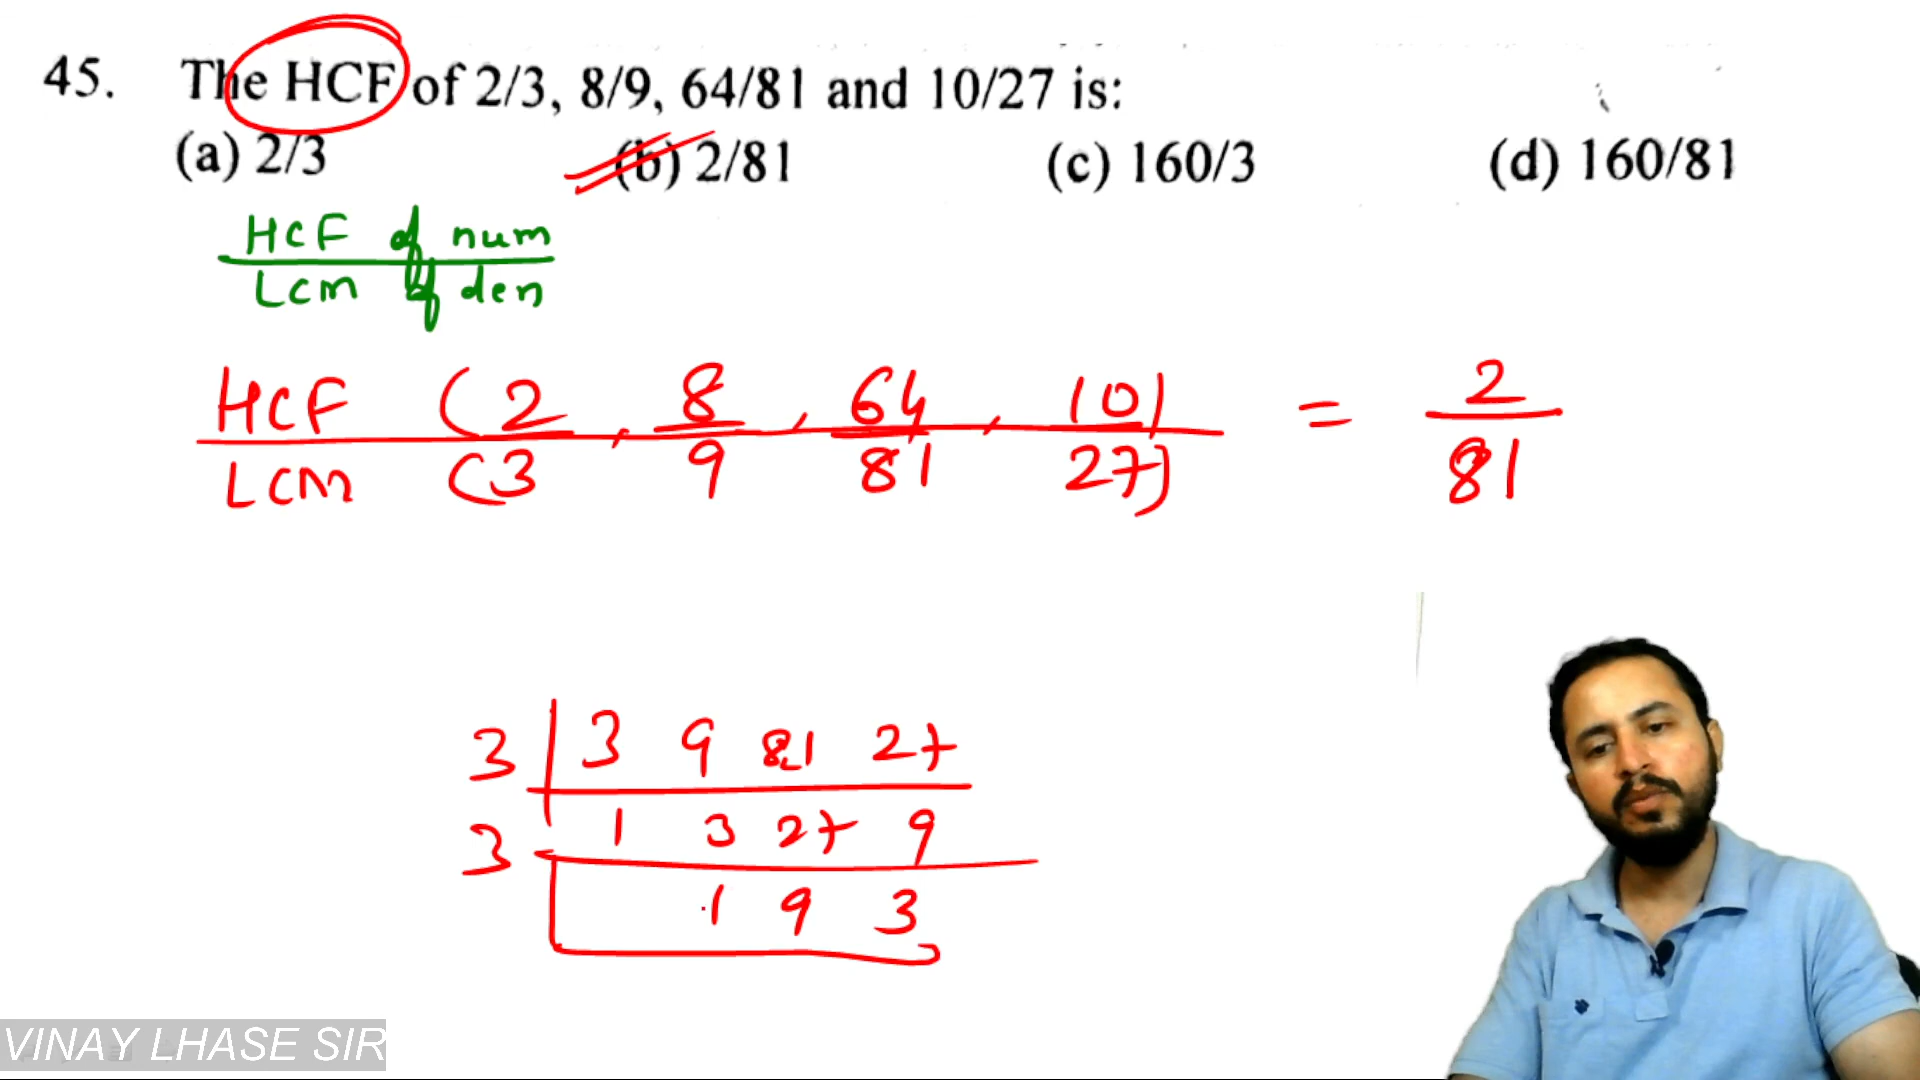 45. The HCF of 2/3, 8/9, 64/81 and 10/27 is:
(a) 2/3 (b) 2/81 (c) 160/3 (d) 160/81
HCF of num
LCM of den
HCF (2 , 8 , 64 , 10) = 2
LCM (3 9 81 27) 81
3 3 9 81 27
3 1 3 27 9
1 9 3
VINAY LHASE SIR